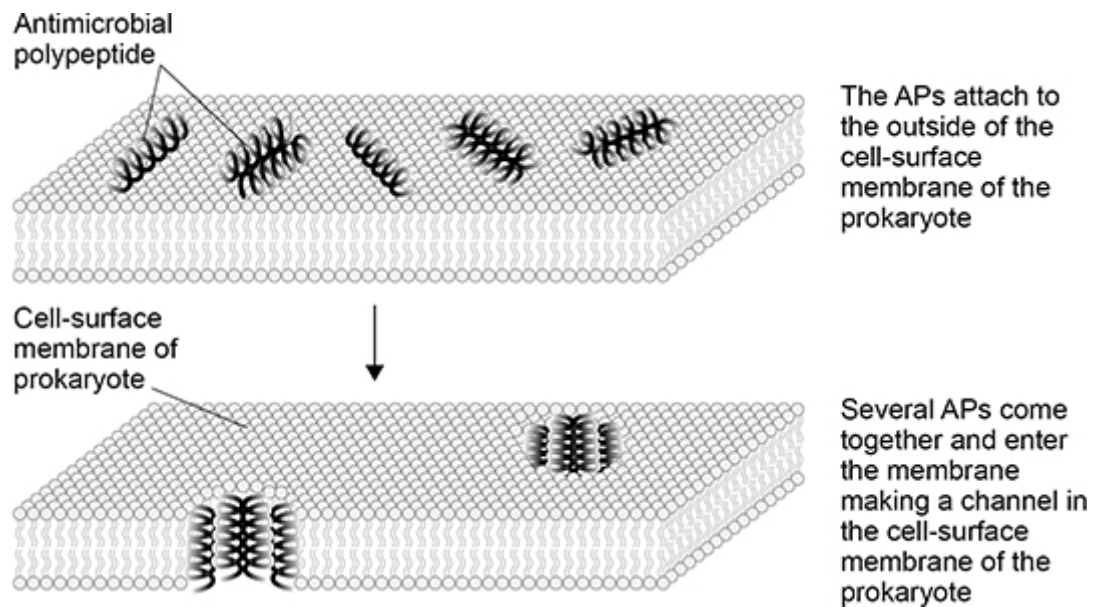 Antimicrobial
polypeptide
The APs attach to
the outside of the
cell-surface
membrane of the
prokaryote
Cell-surface
membrane of
prokaryote
Several APs come
together and enter
the membrane
making a channel in
the cell-surface
membrane of the
prokaryote